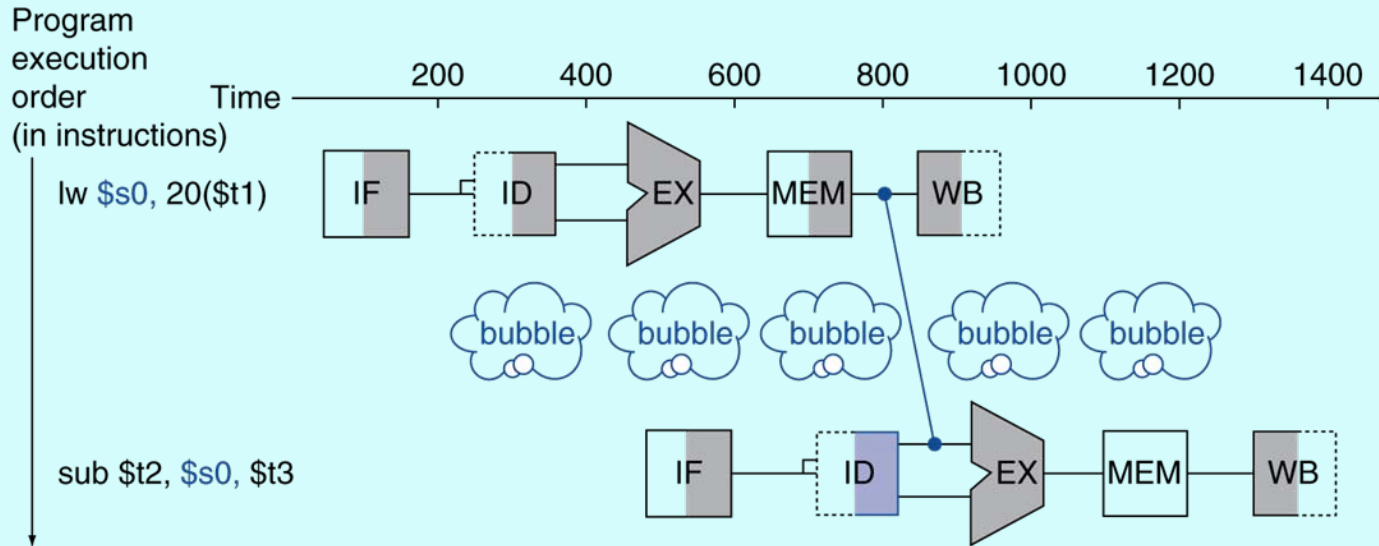 Program
execution
order
(in instructions)
Time
200 400 600 800 1000 1200 1400
lw $s0, 20($t1)
IF ID EX MEM WB
bubble bubble bubble bubble bubble
sub $t2, $s0, $t3
IF ID EX MEM WB